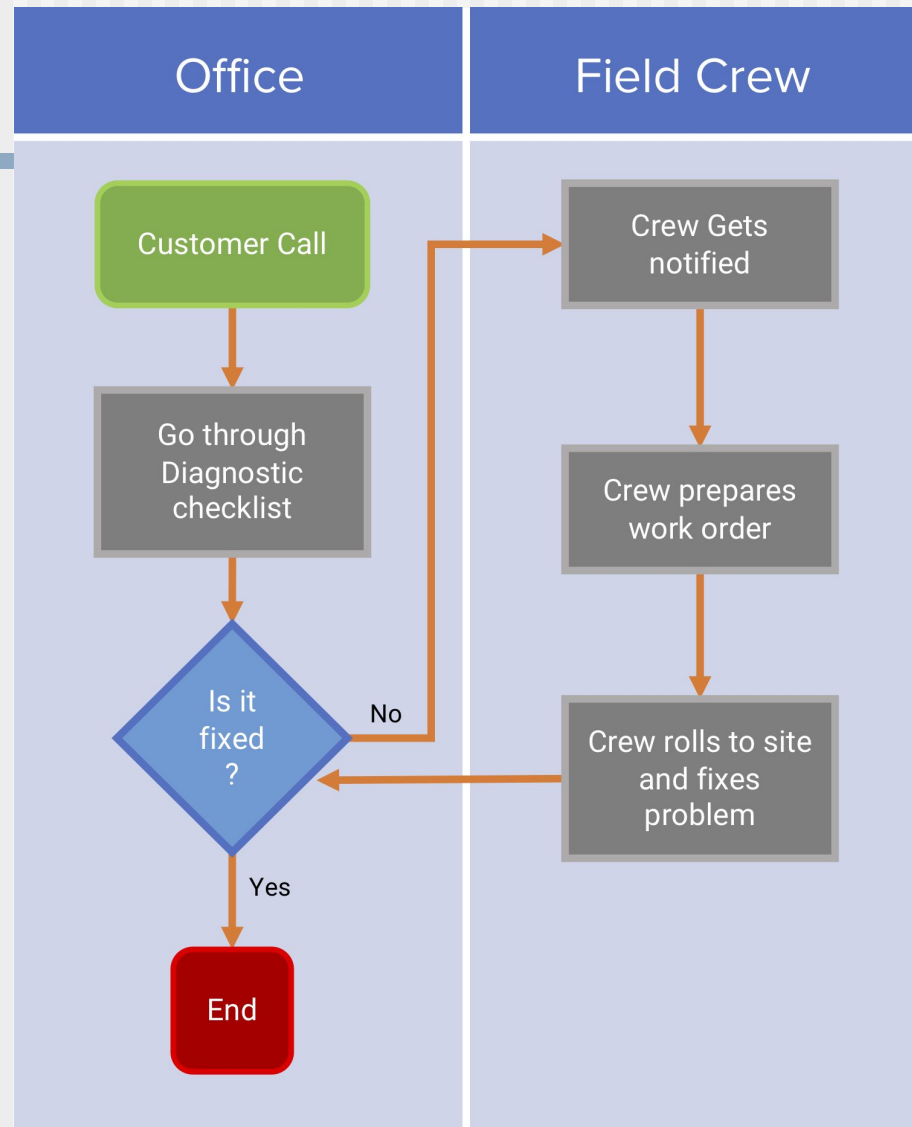 Office
Field Crew
Customer Call
Go through
Diagnostic
checklist
Is it
fixed
?
No
Yes
End
Crew Gets
notified
Crew prepares
work order
Crew rolls to site
and fixes
problem